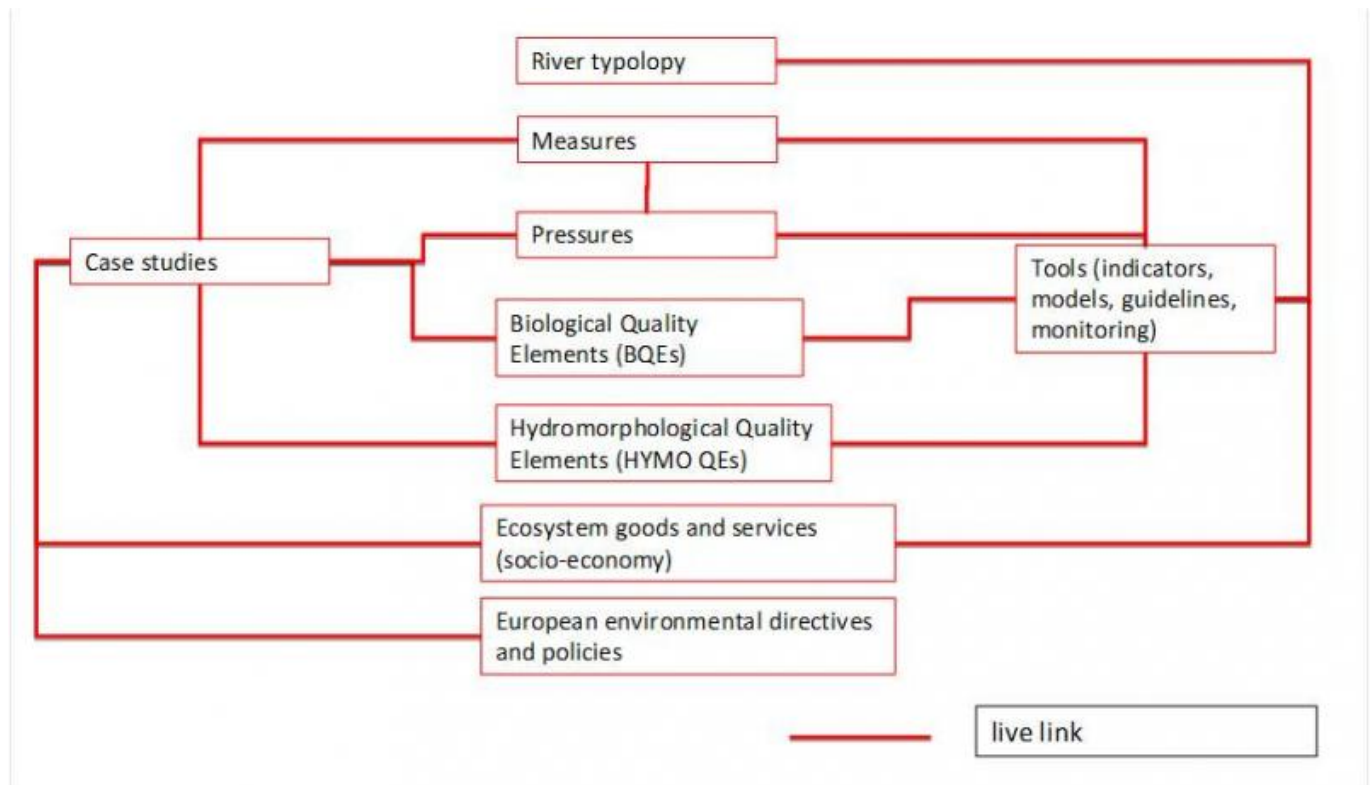 River typolopy
Measures
Pressures
Case studies
Tools (indicators,
models, guidelines,
monitoring)
Biological Quality
Elements (BQEs)
Hydromorphological Quality
Elements (HYMO QEs)
Ecosystem goods and services
(socio-economy)
European environmental directives
and policies
live link